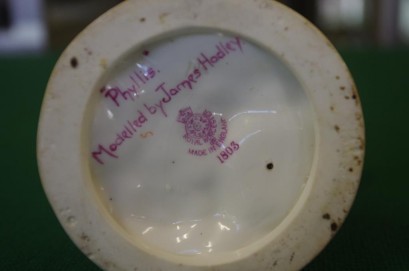 Phyllis.
Modelled by James Hadley
MADE IN ENGLAND
1903